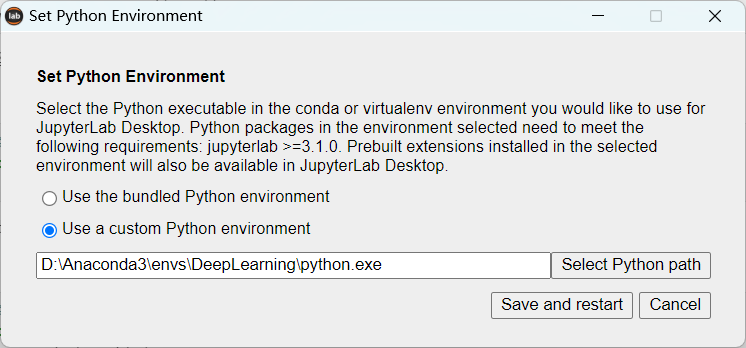 lab Set Python Environment
Set Python Environment
Select the Python executable in the conda or virtualenv environment you would like to use for
JupyterLab Desktop. Python packages in the environment selected need to meet the
following requirements: jupyterlab >=3.1.0. Prebuilt extensions installed in the selected
environment will also be available in JupyterLab Desktop.
Use the bundled Python environment
Use a custom Python environment
D:\Anaconda3\envs\DeepLearning\python.exe Select Python path
Save and restart Cancel